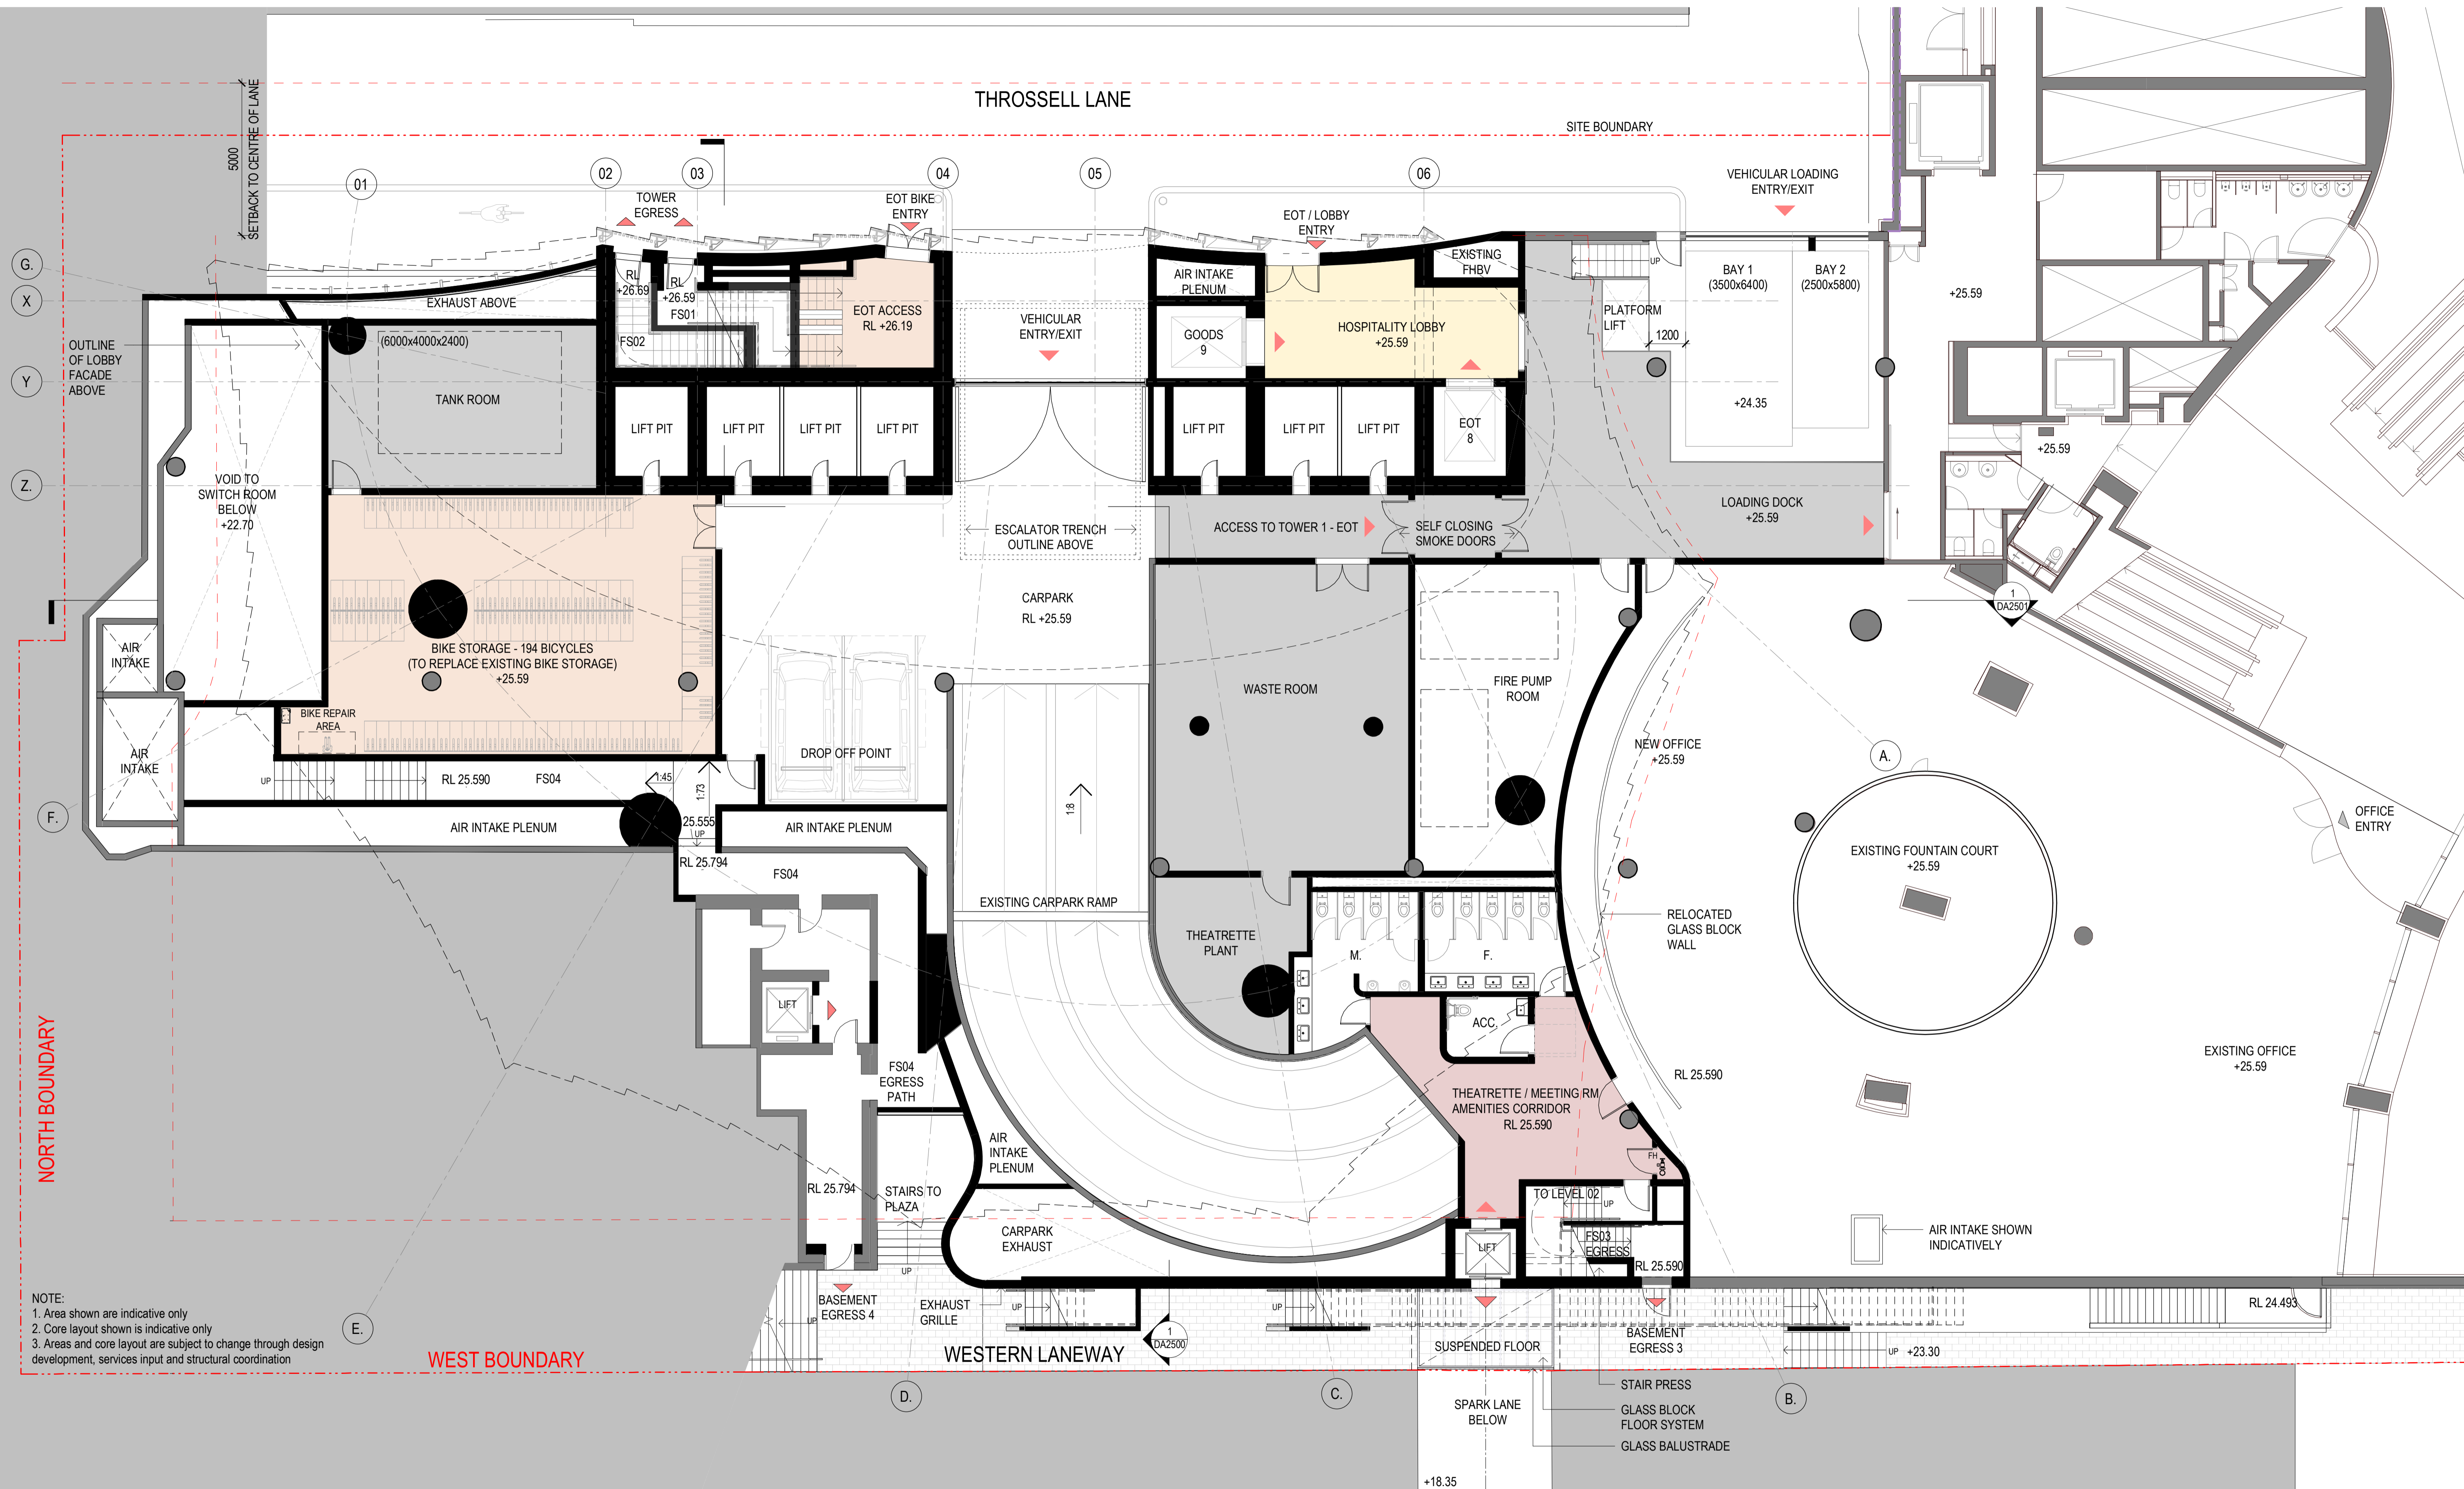 THROSSELL LANE
SITE BOUNDARY
5000
SETBACK TO CENTRE OF LANE
01
02
03
04
05
06
TOWER
EGRESS
EOT BIKE
ENTRY
EOT / LOBBY
ENTRY
VEHICULAR LOADING
ENTRY/EXIT
G.
X
Y
Z.
F.
OUTLINE
OF LOBBY
FACADE
ABOVE
EXHAUST ABOVE
(6000x4000x2400)
TANK ROOM
RL
+26.69
RL
+26.59
FS01
FS02
EOT ACCESS
RL +26.19
VEHICULAR
ENTRY/EXIT
AIR INTAKE
PLENUM
EXISTING
FHBV
GOODS
9
HOSPITALITY LOBBY
+25.59
UP
PLATFORM
LIFT
1200
BAY 1
(3500x6400)
BAY 2
(2500x5800)
+24.35
+25.59
+25.59
LIFT PIT
LIFT PIT
LIFT PIT
LIFT PIT
LIFT PIT
LIFT PIT
LIFT PIT
EOT
8
VOID TO
SWITCH ROOM
BELOW
+22.70
LOADING DOCK
+25.59
ESCALATOR TRENCH
OUTLINE ABOVE
ACCESS TO TOWER 1 - EOT
SELF CLOSING
SMOKE DOORS
CARPARK
RL +25.59
BIKE STORAGE - 194 BICYCLES
(TO REPLACE EXISTING BIKE STORAGE)
+25.59
BIKE REPAIR
AREA
AIR
INTAKE
AIR
INTAKE
WASTE ROOM
FIRE PUMP
ROOM
NEW OFFICE
+25.59
1
DA2501
A.
DROP OFF POINT
UP
RL 25.590
FS04
1:45
1:73
25.555
UP
RL 25.794
AIR INTAKE PLENUM
AIR INTAKE PLENUM
1:8
FS04
EXISTING CARPARK RAMP
THEATRETTE
PLANT
M.
F.
ACC.
RELOCATED
GLASS BLOCK
WALL
EXISTING FOUNTAIN COURT
+25.59
OFFICE
ENTRY
EXISTING OFFICE
+25.59
LIFT
FS04
EGRESS
PATH
AIR
INTAKE
PLENUM
THEATRETTE / MEETING RM
AMENITIES CORRIDOR
RL 25.590
RL 25.590
FH
RL 25.794
STAIRS TO
PLAZA
UP
CARPARK
EXHAUST
LIFT
TO LEVEL 02
UP
FS03
EGRESS
RL 25.590
AIR INTAKE SHOWN
INDICATIVELY
NORTH BOUNDARY
NOTE:
1. Area shown are indicative only
2. Core layout shown is indicative only
3. Areas and core layout are subject to change through design
development, services input and structural coordination
E.
WEST BOUNDARY
UP
BASEMENT
EGRESS 4
EXHAUST
GRILLE
UP
WESTERN LANEWAY
1
DA2500
UP
SUSPENDED FLOOR
BASEMENT
EGRESS 3
UP
+23.30
RL 24.493
D.
C.
B.
SPARK LANE
BELOW
STAIR PRESS
GLASS BLOCK
FLOOR SYSTEM
GLASS BALUSTRADE
+18.35